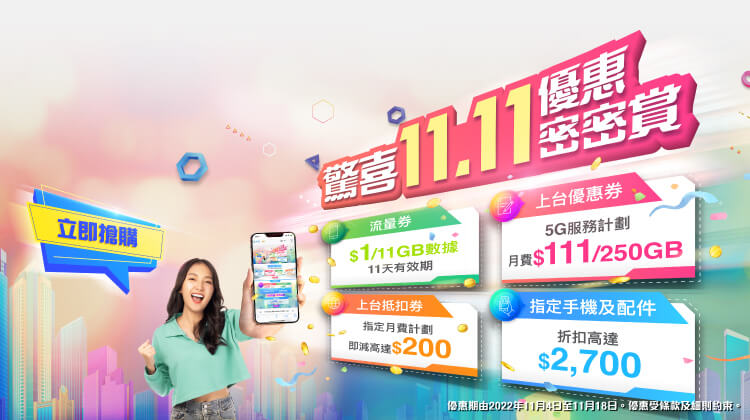 驚喜11.11優惠
密密賞
立即搶購
流量券
$1/11GB數據
11天有效期
上台優惠券
5G服務計劃
月費$111/250GB
上台抵扣券
指定月費計劃
即減高達$200
指定手機及配件
折扣高達
$2,700
優惠期由2022年11月4日至11月18日。優惠受條款及細則約束。